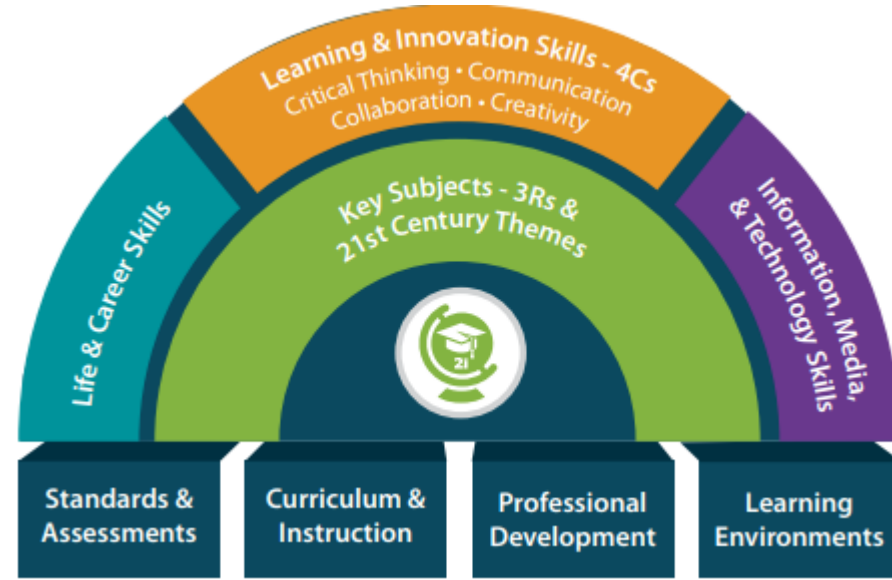 Learning & Innovation Skills - 4Cs
Critical Thinking • Communication
Collaboration • Creativity
Life & Career Skills
Key Subjects - 3Rs &
21st Century Themes
Information, Media,
& Technology Skills
21
Standards &
Assessments
Curriculum &
Instruction
Professional
Development
Learning
Environments